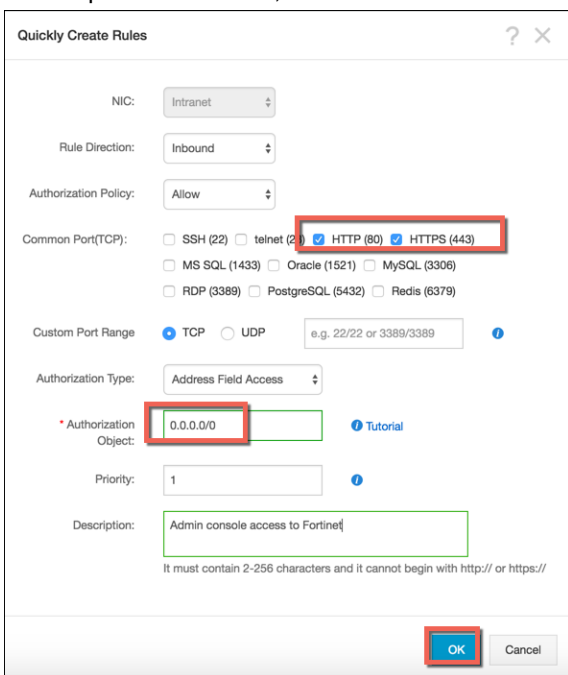 Quickly Create Rules ? ×
NIC: Intranet
Rule Direction: Inbound
Authorization Policy: Allow
Common Port(TCP): SSH (22) telnet (2 HTTP (80) HTTPS (443)
MS SQL (1433) Oracle (1521) MySQL (3306)
RDP (3389) PostgreSQL (5432) Redis (6379)
Custom Port Range TCP UDP e.g. 22/22 or 3389/3389
Authorization Type: Address Field Access
* Authorization Object: 0.0.0.0/0 Tutorial
Priority: 1
Description: Admin console access to Fortinet
It must contain 2-256 characters and it cannot begin with http:// or https://
OK Cancel